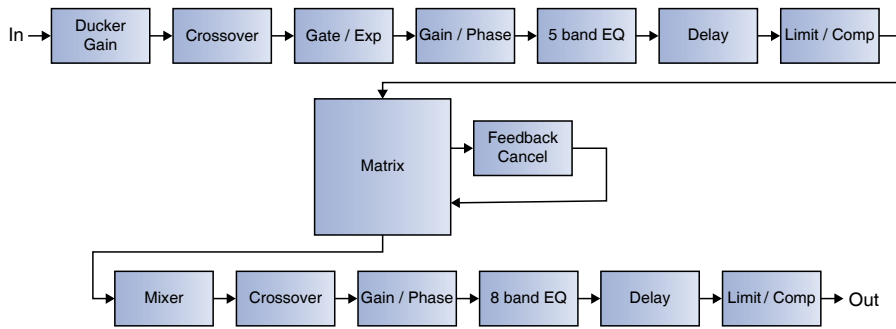 In
Ducker
Gain
Crossover
Gate / Exp
Gain / Phase
5 band EQ
Delay
Limit / Comp
Matrix
Feedback
Cancel
Mixer
Crossover
Gain / Phase
8 band EQ
Delay
Limit / Comp
Out